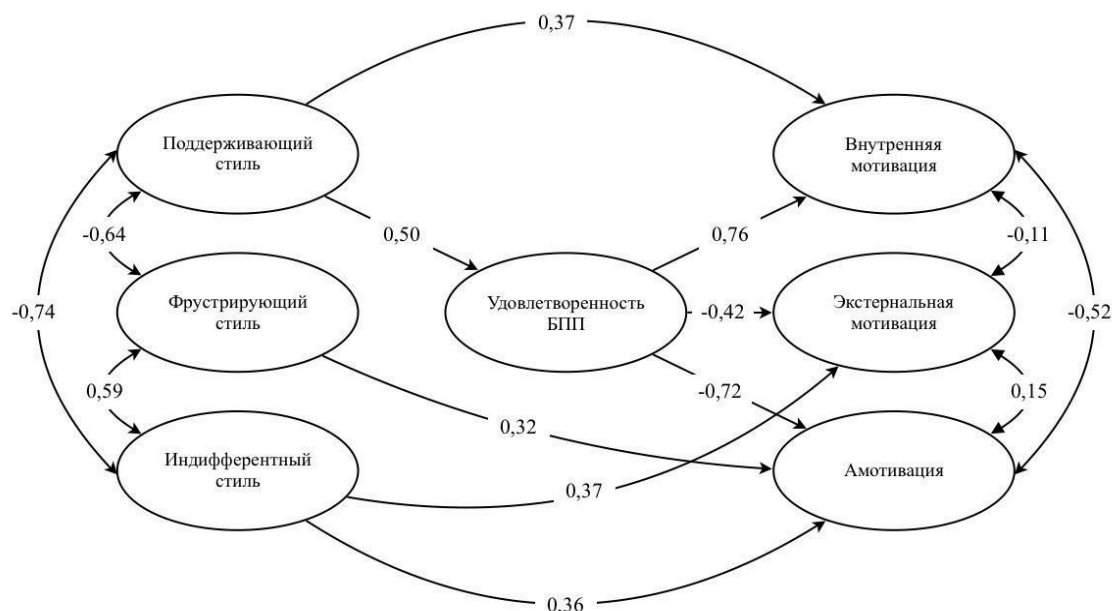 0,37
Поддерживающий
стиль
Внутренняя
мотивация
-0,64
0,50
0,76
-0,11
Фрустрирующий
стиль
Удовлетворенность
БПП
-0,42
Экстернальная
мотивация
-0,74
-0,52
0,59
-0,72
0,15
0,32
Индифферентный
стиль
0,37
Амотивация
0,36